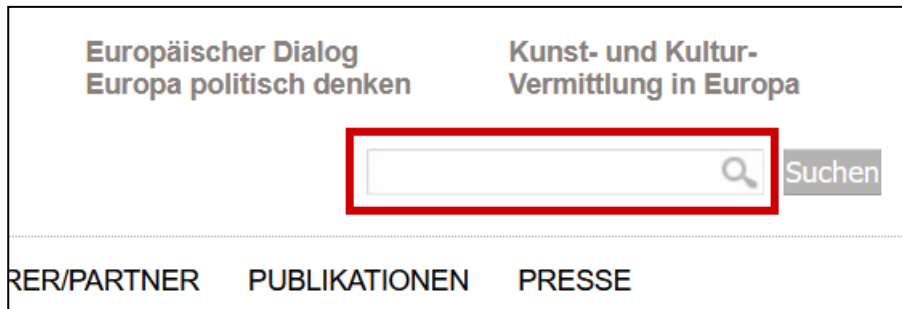 Europäischer Dialog
Europa politisch denken
Kunst- und Kultur-
Vermittlung in Europa
Suchen
RER/PARTNER PUBLIKATIONEN PRESSE